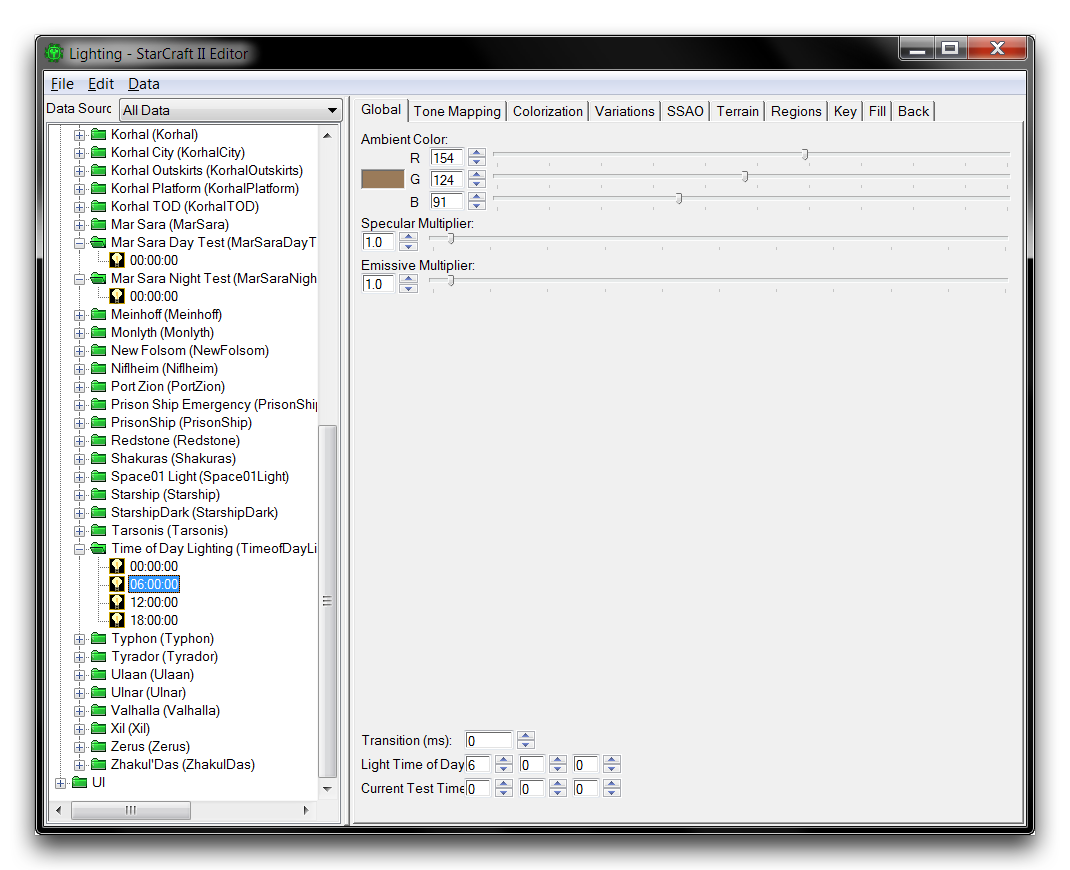 Lighting - StarCraft II Editor
File Edit Data
Data Sourc All Data
Korhal (Korhal)
Korhal City (KorhalCity)
Korhal Outskirts (KorhalOutskirts)
Korhal Platform (KorhalPlatform)
Korhal TOD (KorhalTOD)
Mar Sara (MarSara)
Mar Sara Day Test (MarSaraDayT
00:00:00
Mar Sara Night Test (MarSaraNigh
00:00:00
Meinhoff (Meinhoff)
Monlyth (Monlyth)
New Folsom (NewFolsom)
Niflheim (Niflheim)
Port Zion (PortZion)
Prison Ship Emergency (PrisonShip
PrisonShip (PrisonShip)
Redstone (Redstone)
Shakuras (Shakuras)
Space01 Light (Space01Light)
Starship (Starship)
StarshipDark (StarshipDark)
Tarsonis (Tarsonis)
Time of Day Lighting (TimeofDayLi
00:00:00
06:00:00
12:00:00
18:00:00
Typhon (Typhon)
Tyrador (Tyrador)
Ulaan (Ulaan)
Ulnar (Ulnar)
Valhalla (Valhalla)
Xil (Xil)
Zerus (Zerus)
Zhakul'Das (ZhakulDas)
UI
Global Tone Mapping Colorization Variations SSAO Terrain Regions Key Fill Back
Ambient Color:
R 154
G 124
B 91
Specular Multiplier:
1.0
Emissive Multiplier:
1.0
Transition (ms): 0
Light Time of Day 6 0 0
Current Test Time 0 0 0